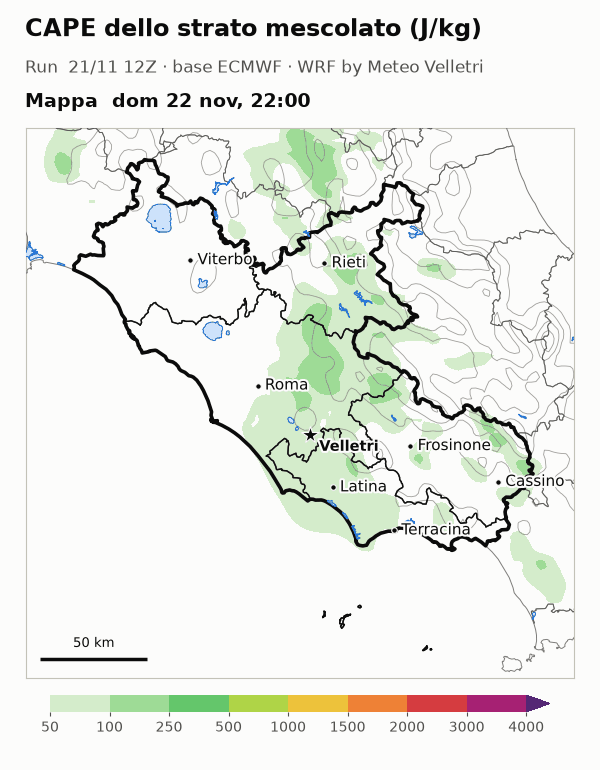 CAPE dello strato mescolato (J/kg)
Run 21/11 12Z · base ECMWF · WRF by Meteo Velletri
Mappa dom 22 nov, 22:00
Viterbo
Rieti
Roma
Velletri
Frosinone
Cassino
Latina
Terracina
50 km
50 100 250 500 1000 1500 2000 3000 4000